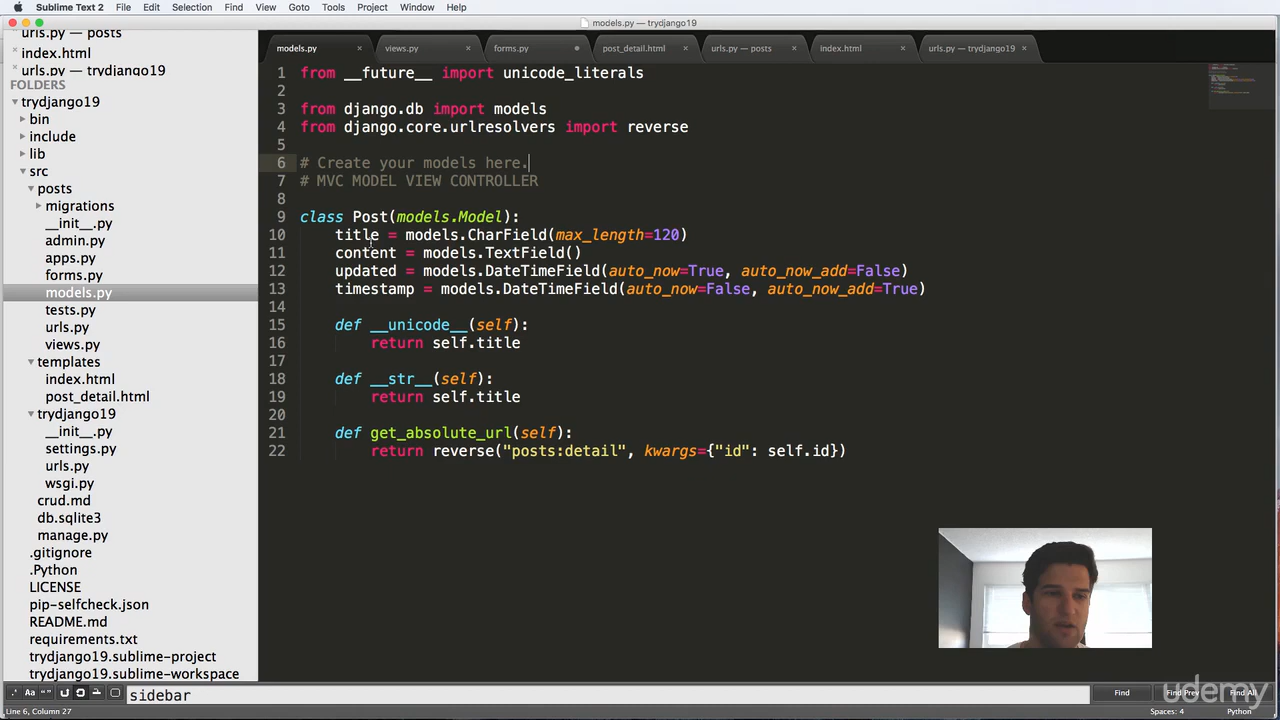 Sublime Text 2 File Edit Selection Find View Goto Tools Project Window Help
models.py — trydjango19
urls.py — posts
index.html
urls.py — trydjango19
FOLDERS
trydjango19
bin
include
lib
src
posts
migrations
__init__.py
admin.py
apps.py
forms.py
models.py
tests.py
urls.py
views.py
templates
index.html
post_detail.html
trydjango19
__init__.py
settings.py
urls.py
wsgi.py
crud.md
db.sqlite3
manage.py
.gitignore
.Python
LICENSE
pip-selfcheck.json
README.md
requirements.txt
trydjango19.sublime-project
trydjango19.sublime-workspace
models.py views.py forms.py post_detail.html urls.py — posts index.html urls.py — trydjango19
1 from __future__ import unicode_literals
2
3 from django.db import models
4 from django.core.urlresolvers import reverse
5
6 # Create your models here.
7 # MVC MODEL VIEW CONTROLLER
8
9 class Post(models.Model):
10 title = models.CharField(max_length=120)
11 content = models.TextField()
12 updated = models.DateTimeField(auto_now=True, auto_now_add=False)
13 timestamp = models.DateTimeField(auto_now=False, auto_now_add=True)
14
15 def __unicode__(self):
16 return self.title
17
18 def __str__(self):
19 return self.title
20
21 def get_absolute_url(self):
22 return reverse("posts:detail", kwargs={"id": self.id})
.* Aa “” sidebar Find Find Prev Find All
udemy
Line 6, Column 27 Spaces: 4 Python